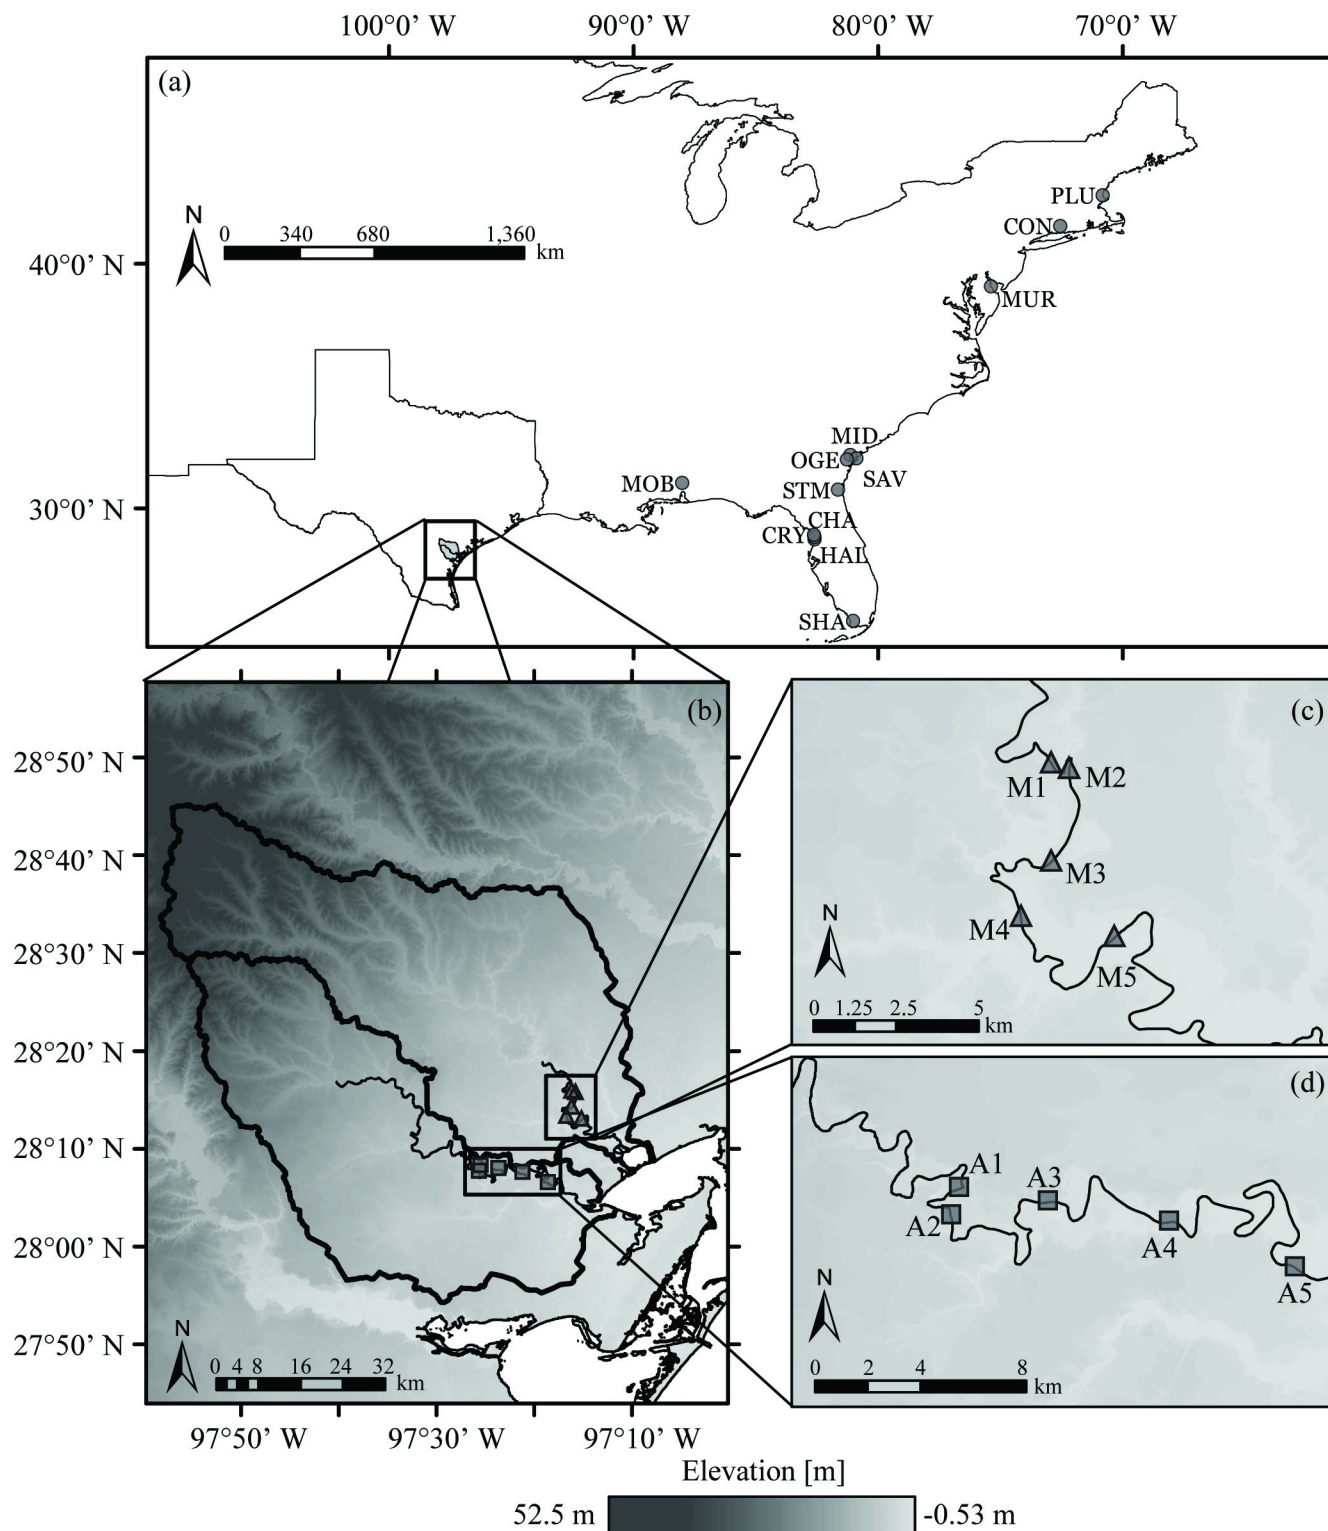 100°0’ W 90°0’ W 80°0’ W 70°0’ W
(a)
PLU
CON
N
0 340 680 1,360
km
40°0’ N
MUR
MID
OGE
SAV
MOB
STM
30°0’ N
CHA
CRY
HAL
SHA
(b)
(c)
28°50’ N
M1 M2
28°40’ N
M3
N
M4
28°30’ N
M5
0 1.25 2.5 5
km
28°20’ N
(d)
28°10’ N
A1
A3
A2
A4
28°00’ N
N
A5
N
27°50’ N
0 4 8 16 24 32
km
0 2 4 8
km
97°50’ W 97°30’ W 97°10’ W
Elevation [m]
52.5 m -0.53 m